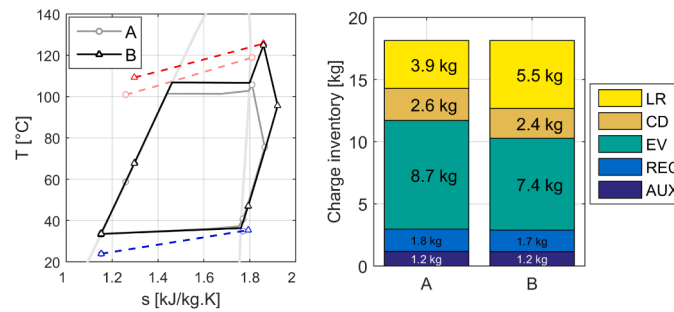 140
120
100
80
60
40
20
T [°C]
A
B
1
1.2
1.4
1.6
1.8
2
s [kJ/kg.K]
20
15
10
5
0
Charge inventory [kg]
3.9 kg
2.6 kg
8.7 kg
1.8 kg
1.2 kg
5.5 kg
2.4 kg
7.4 kg
1.7 kg
1.2 kg
A
B
LR
CD
EV
REC
AUX